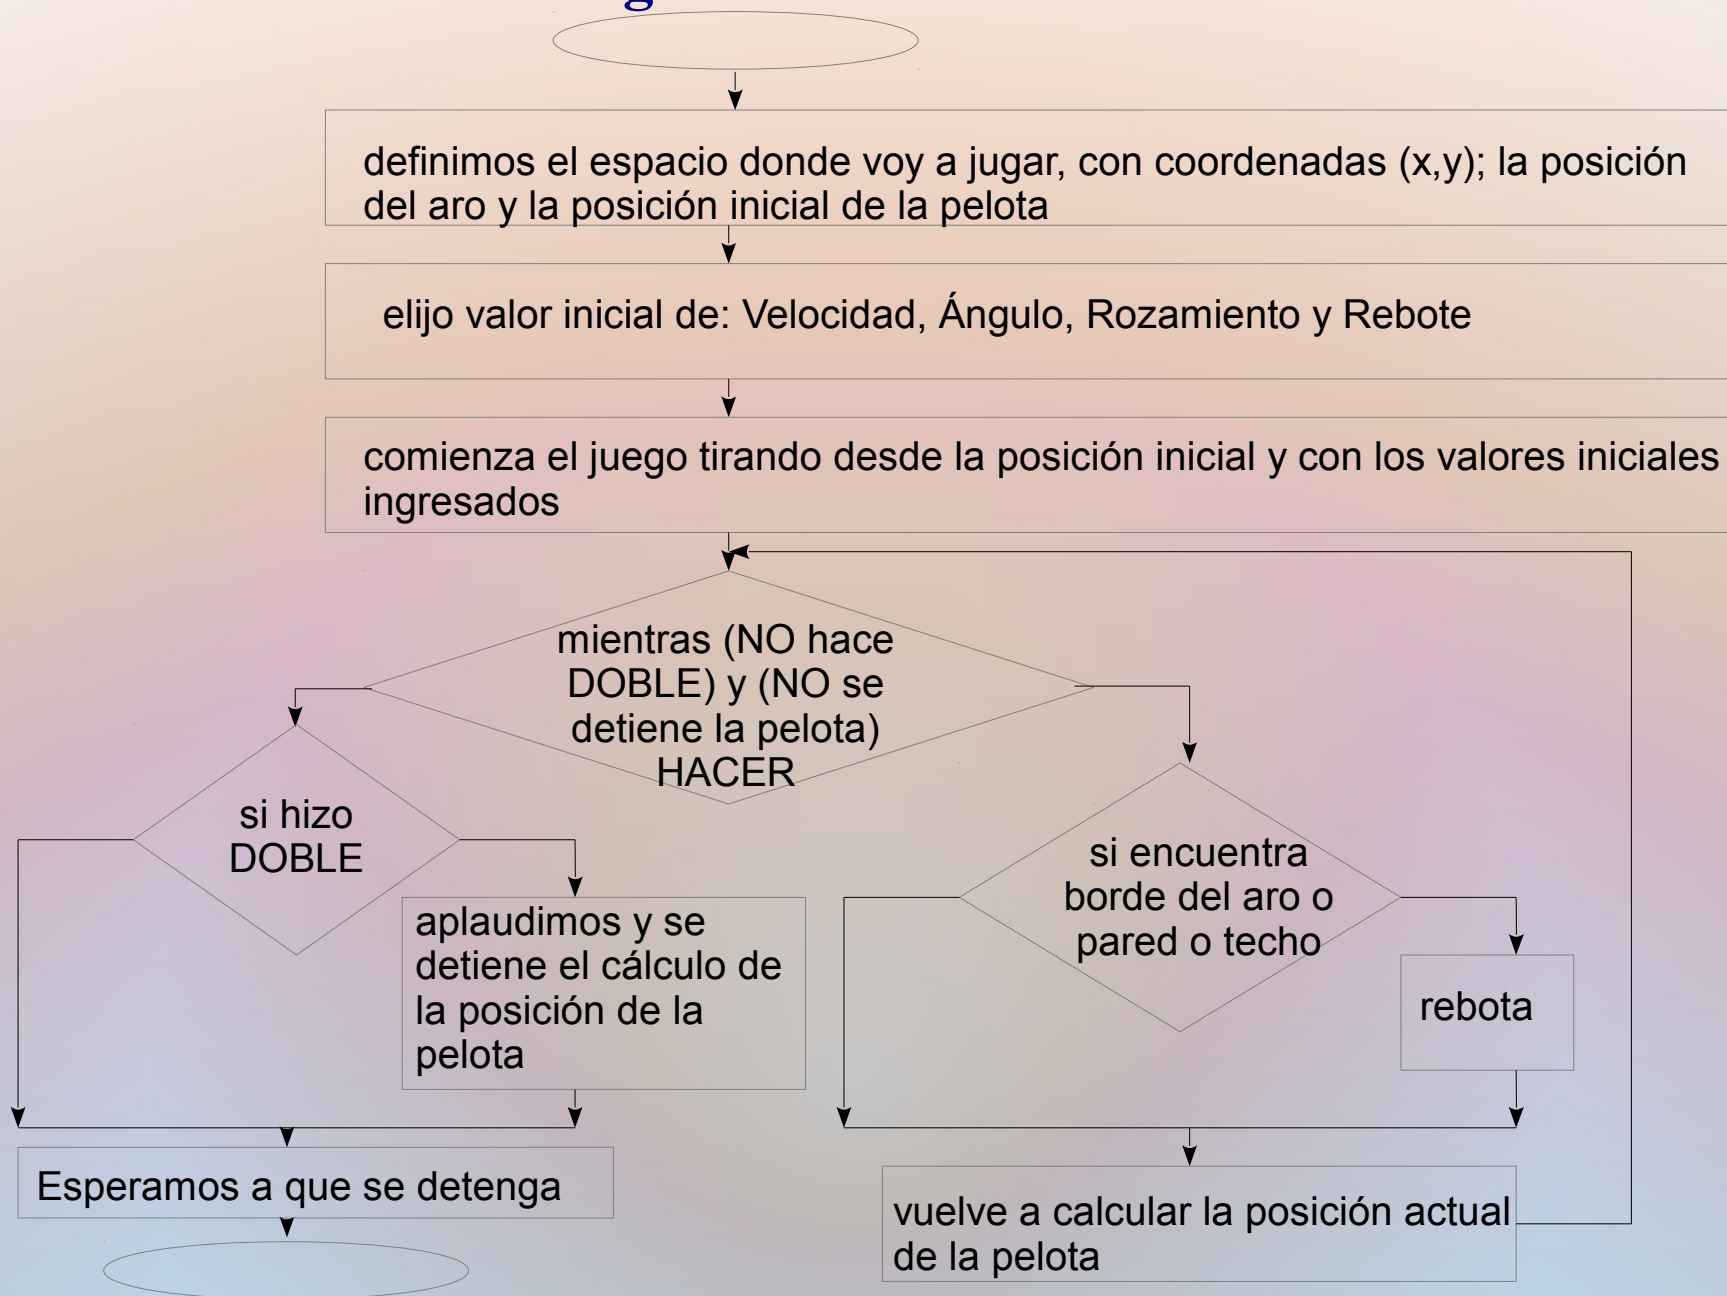 definimos el espacio donde voy a jugar, con coordenadas (x,y); la posición
del aro y la posición inicial de la pelota
elijo valor inicial de: Velocidad, Ángulo, Rozamiento y Rebote
comienza el juego tirando desde la posición inicial y con los valores iniciales
ingresados
mientras (NO hace
DOBLE) y (NO se
detiene la pelota)
HACER
si hizo
DOBLE
aplaudimos y se
detiene el cálculo de
la posición de la
pelota
Esperamos a que se detenga
si encuentra
borde del aro o
pared o techo
rebota
vuelve a calcular la posición actual
de la pelota